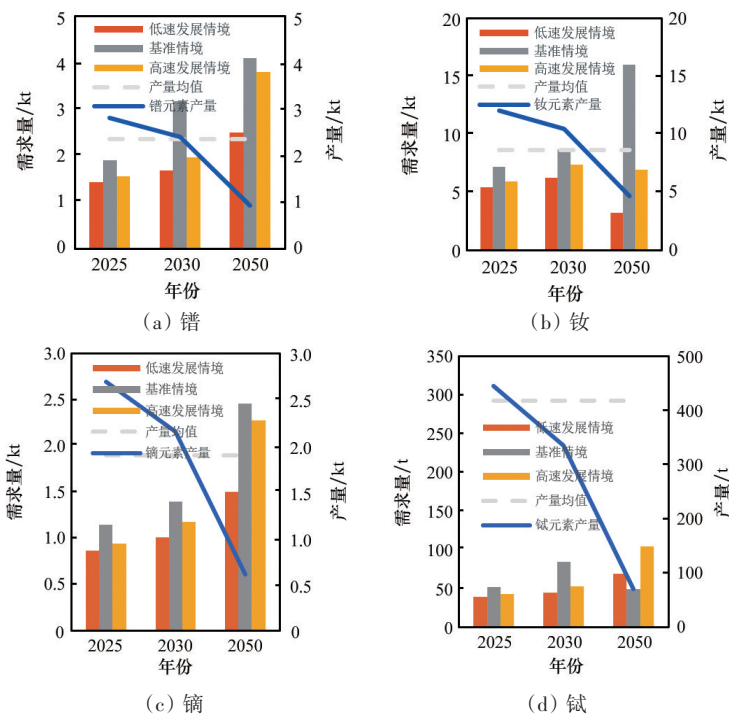 5
4
3
2
1
0
需求量/kt
低速发展情境
基准情境
高速发展情境
产量均值
镨元素产量
5
4
3
2
1
0
产量/kt
2025 2030 2050
年份
(a) 镨
20
15
10
5
0
需求量/kt
低速发展情境
基准情境
高速发展情境
产量均值
钕元素产量
20
15
10
5
0
产量/kt
2025 2030 2050
年份
(b) 钕
3.0
2.5
2.0
1.5
1.0
0.5
0
需求量/kt
低速发展情境
基准情境
高速发展情境
产量均值
镝元素产量
3.0
2.5
2.0
1.5
1.0
0.5
0
产量/kt
2025 2030 2050
年份
(c) 镝
350
300
250
200
150
100
50
0
需求量/t
低速发展情境
基准情境
高速发展情境
产量均值
铽元素产量
500
400
300
200
100
0
产量/t
2025 2030 2050
年份
(d) 铽